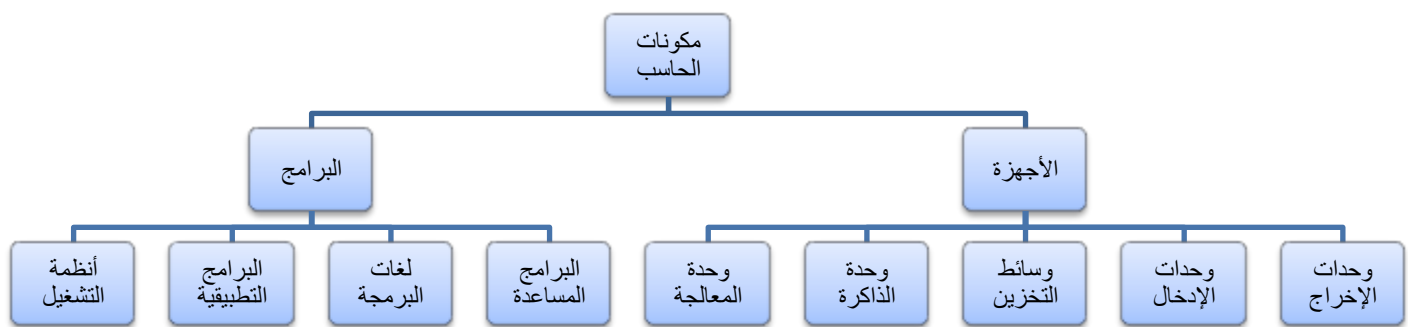 مكونات
الحاسب
الأجهزة
البرامج
وحدات
الإخراج
وحدات
الإدخال
وسائط
التخزين
وحدة
الذاكرة
وحدة
المعالجة
البرامج
المساعدة
لغات
البرمجة
البرامج
التطبيقية
أنظمة
التشغيل